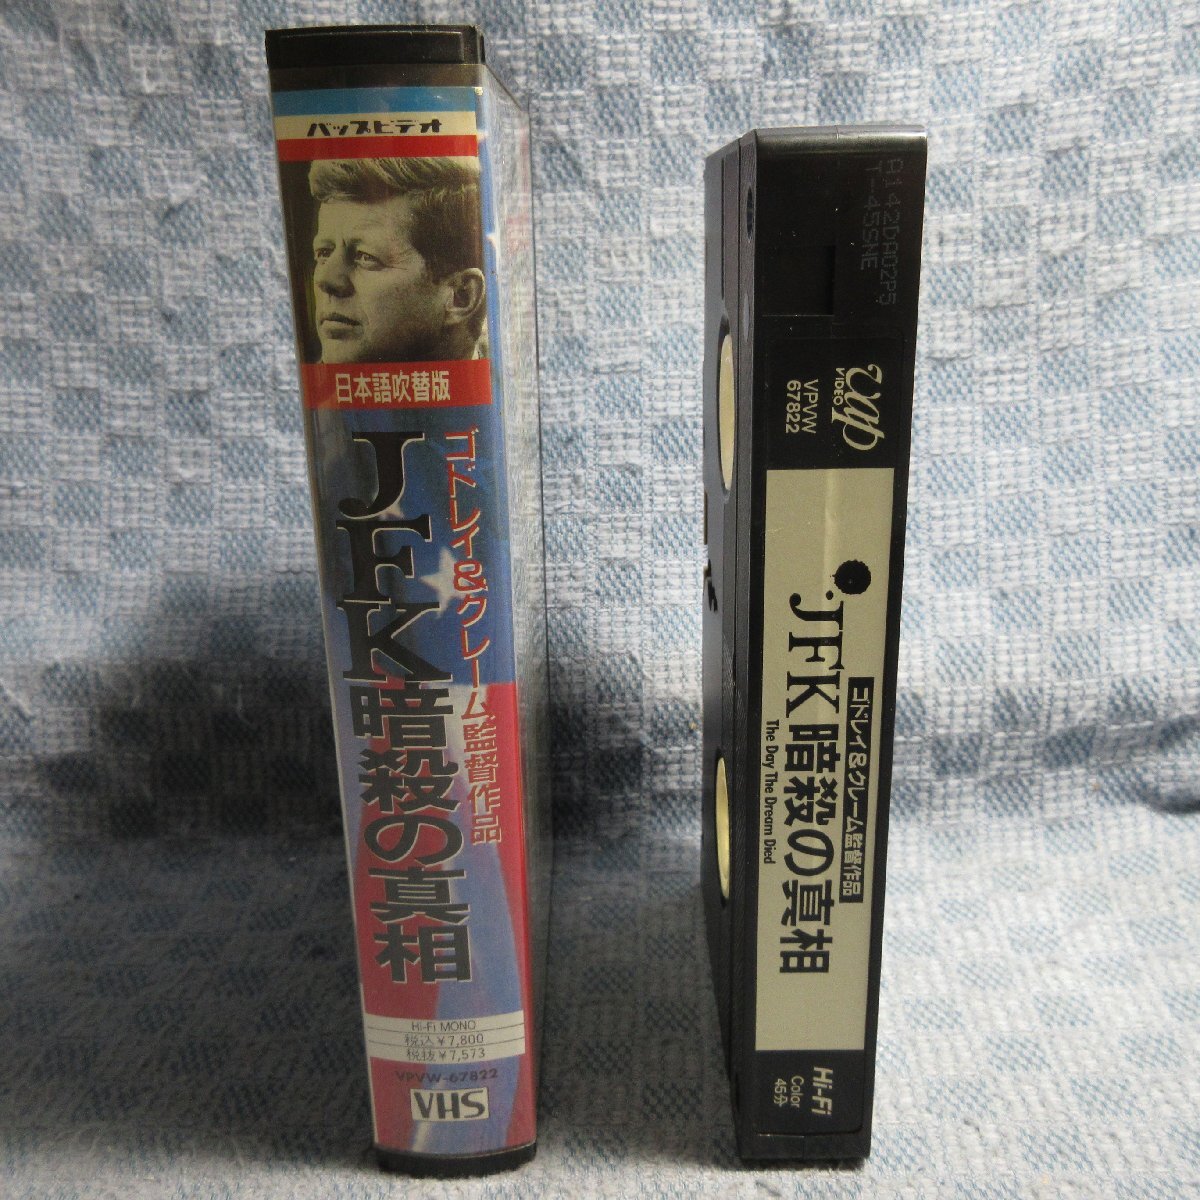 バップビデオ
日本語吹替版
ゴドレイ&クレーム監督作品
JFK暗殺の真相
Hi-Fi MONO
税込¥7,800
税抜¥7,573
VPVW-67822
VHS
A142DA02P5
T-45SNE
vap
VIDEO
VPVW
67822
ゴドレイ&クレーム監督作品
JFK暗殺の真相
The Day The Dream Died
Hi-Fi
Color
45分